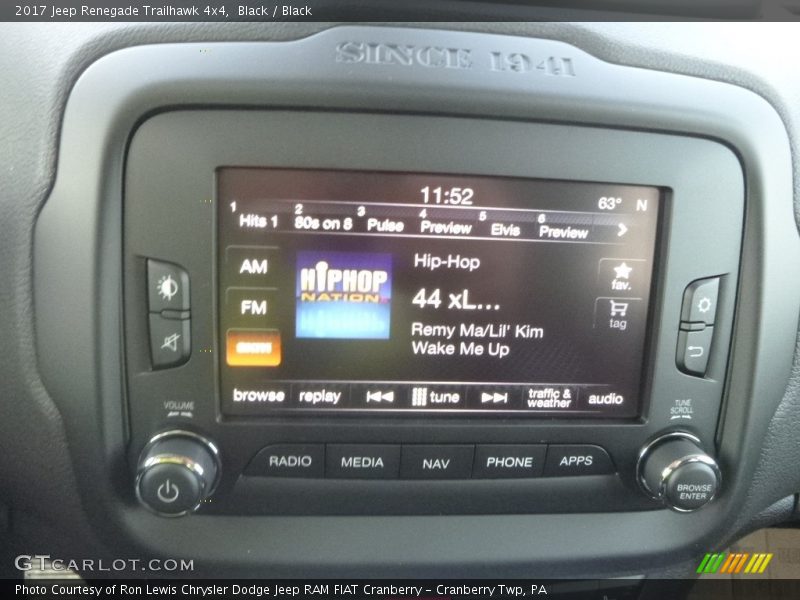 2017 Jeep Renegade Trailhawk 4x4, Black / Black
SINCE 1941
11:52
63° N
1 Hits 1 2 80s on 8 3 Pulse 4 Preview 5 Elvis 6 Preview
AM
FM
SXM
HIPHOP
NATION
Hip-Hop
44 xL...
Remy Ma/Lil' Kim
Wake Me Up
fav.
tag
browse replay tune traffic & weather audio
VOLUME
TUNE
SCROLL
RADIO MEDIA NAV PHONE APPS
BROWSE
ENTER
GTCARLOT.COM
Photo Courtesy of Ron Lewis Chrysler Dodge Jeep RAM FIAT Cranberry - Cranberry Twp, PA